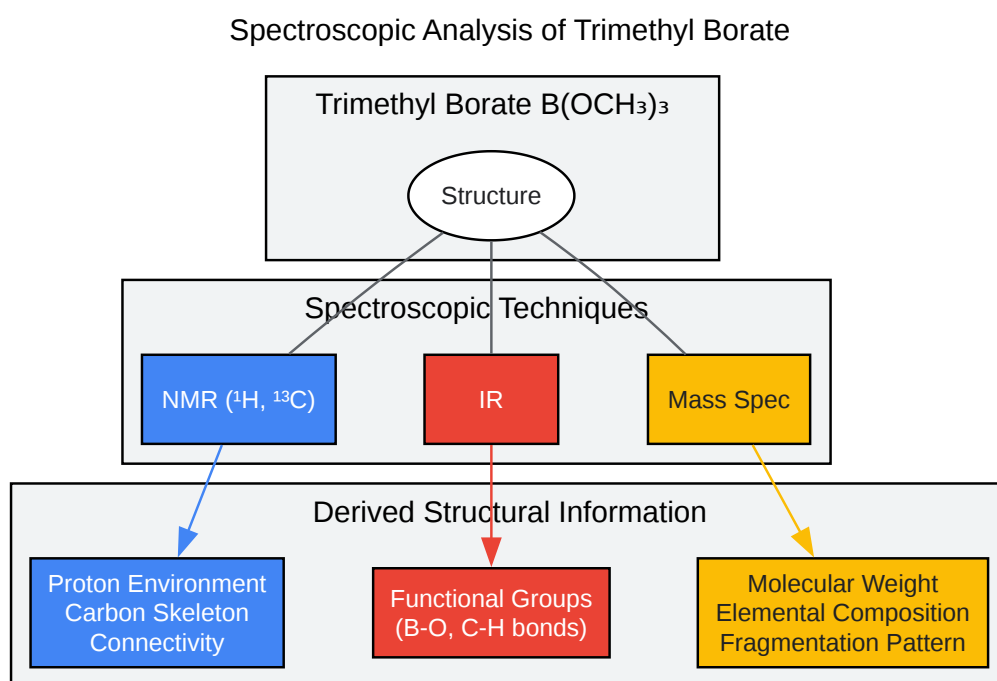 Spectroscopic Analysis of Trimethyl Borate
Trimethyl Borate B(OCH₃)₃
Structure
Spectroscopic Techniques
NMR (¹H, ¹³C)
IR
Mass Spec
Derived Structural Information
Proton Environment
Carbon Skeleton
Connectivity
Functional Groups
(B-O, C-H bonds)
Molecular Weight
Elemental Composition
Fragmentation Pattern